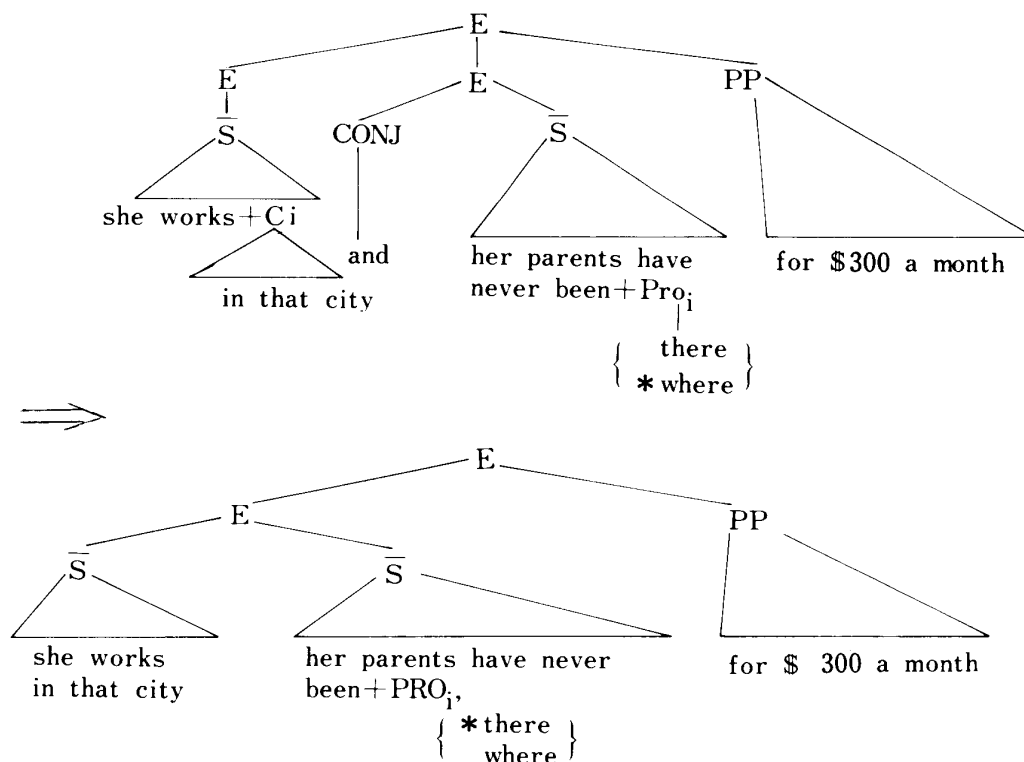 E
E E PP
S̅ CONJ S̅
she works+Ci
and
in that city
her parents have
never been+Pro_i
for $300 a month
{ there
*where }
⇒
E
E PP
S̅ S̅
she works
in that city
her parents have never
been+PRO_i,
for $ 300 a month
{ *there
where }